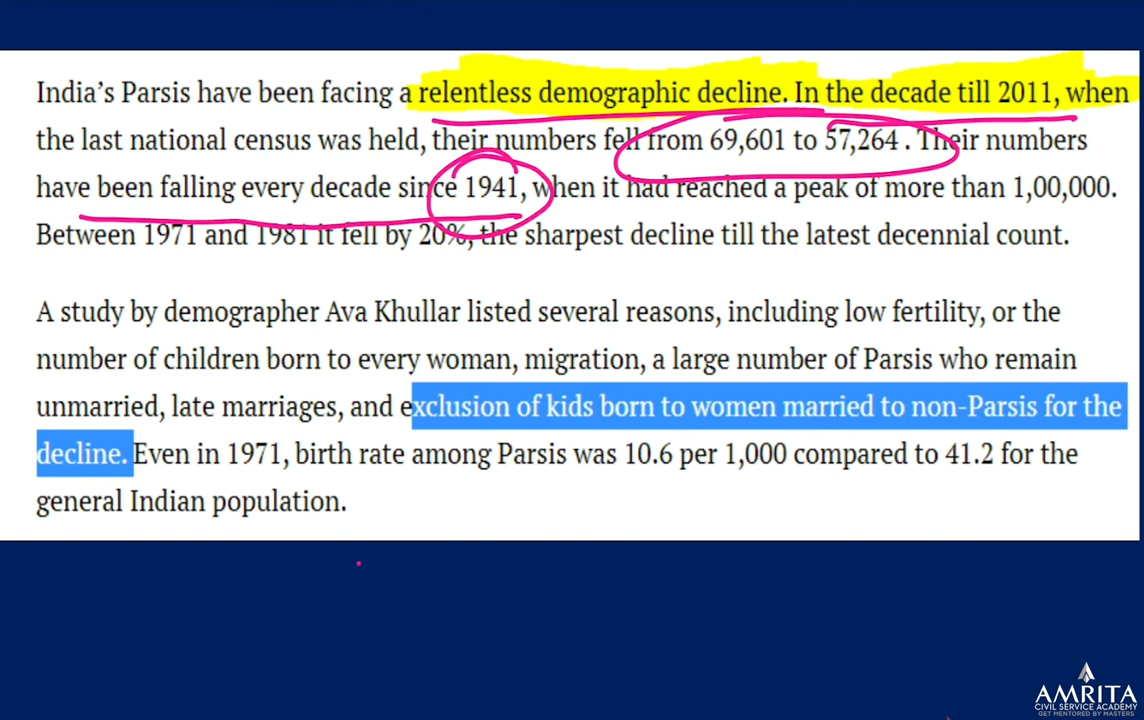 India's Parsis have been facing a relentless demographic decline. In the decade till 2011, when
the last national census was held, their numbers fell from 69,601 to 57,264 . Their numbers
have been falling every decade since 1941, when it had reached a peak of more than 1,00,000.
Between 1971 and 1981 it fell by 20%, the sharpest decline till the latest decennial count.
A study by demographer Ava Khullar listed several reasons, including low fertility, or the
number of children born to every woman, migration, a large number of Parsis who remain
unmarried, late marriages, and exclusion of kids born to women married to non-Parsis for the
decline. Even in 1971, birth rate among Parsis was 10.6 per 1,000 compared to 41.2 for the
general Indian population.
AMRITA
CIVIL SERVICE ACADEMY
GET MENTORED BY MASTERS